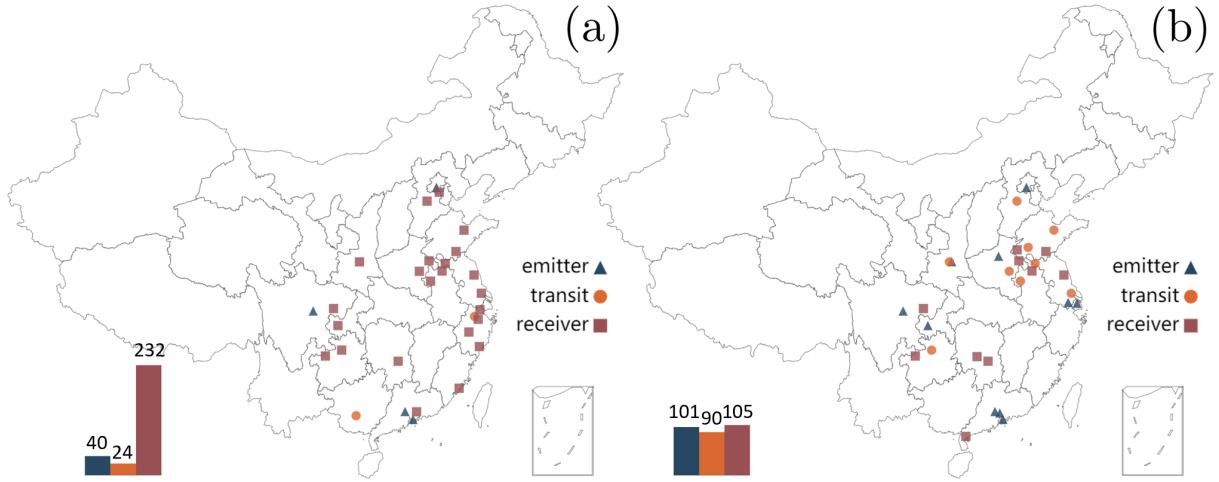 (a)
emitter
transit
receiver
232
40
24
(b)
emitter
transit
receiver
101
90
105